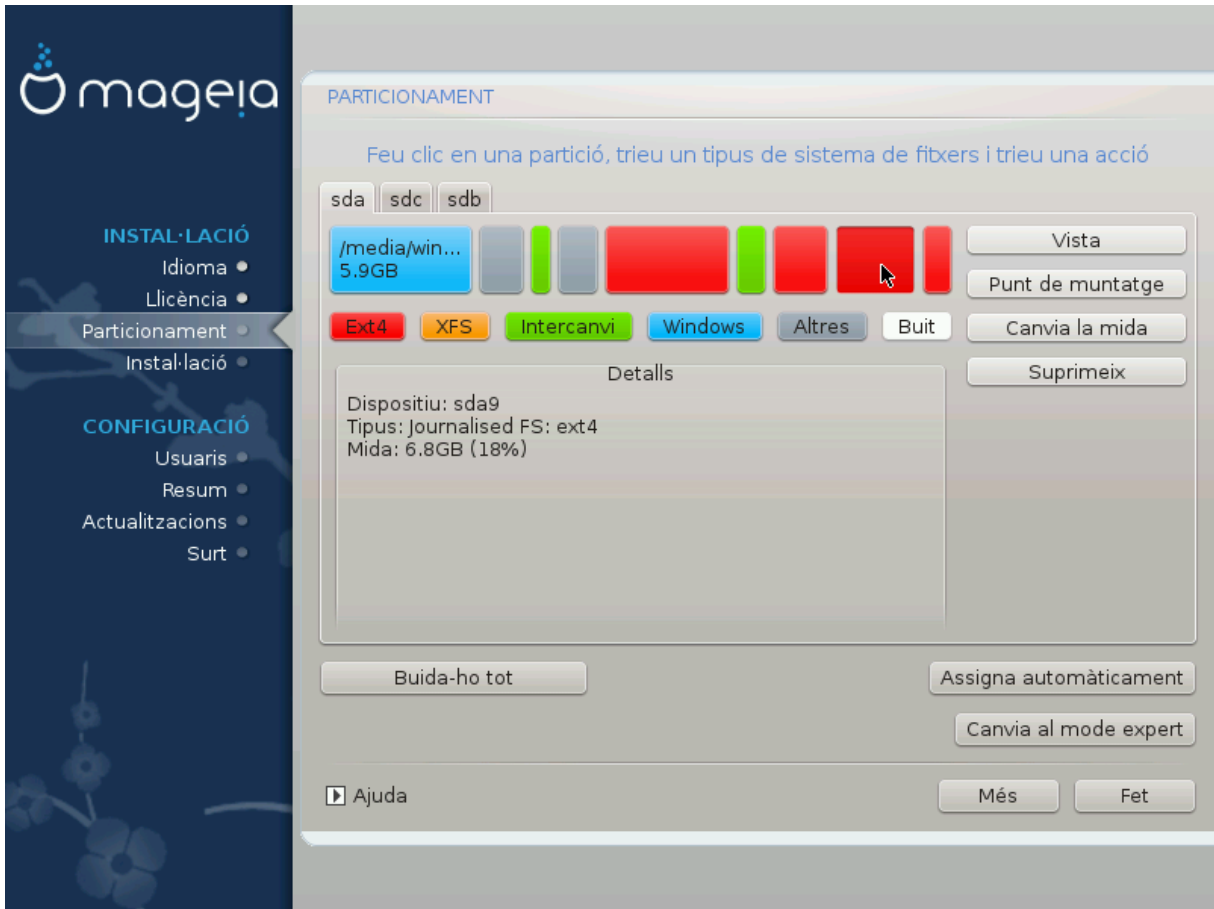 mageia
INSTAL·LACIÓ
Idioma
Llicència
Particionament
Instal·lació
CONFIGURACIÓ
Usuaris
Resum
Actualitzacions
Surt
PARTICIONAMENT
Feu clic en una partició, trieu un tipus de sistema de fitxers i trieu una acció
sda sdc sdb
/media/win...
5.9GB
Ext4 XFS Intercanvi Windows Altres Buit
Vista
Punt de muntatge
Canvia la mida
Suprimeix
Detalls
Dispositiu: sda9
Tipus: Journalised FS: ext4
Mida: 6.8GB (18%)
Buida-ho tot
Assigna automàticament
Canvia al mode expert
Ajuda
Més
Fet